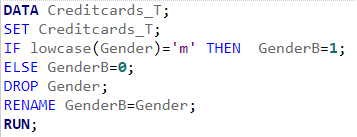 DATA Creditcards_T;
SET Creditcards_T;
IF lowcase(Gender)='m' THEN  GenderB=1;
ELSE GenderB=0;
DROP Gender;
RENAME GenderB=Gender;
RUN;